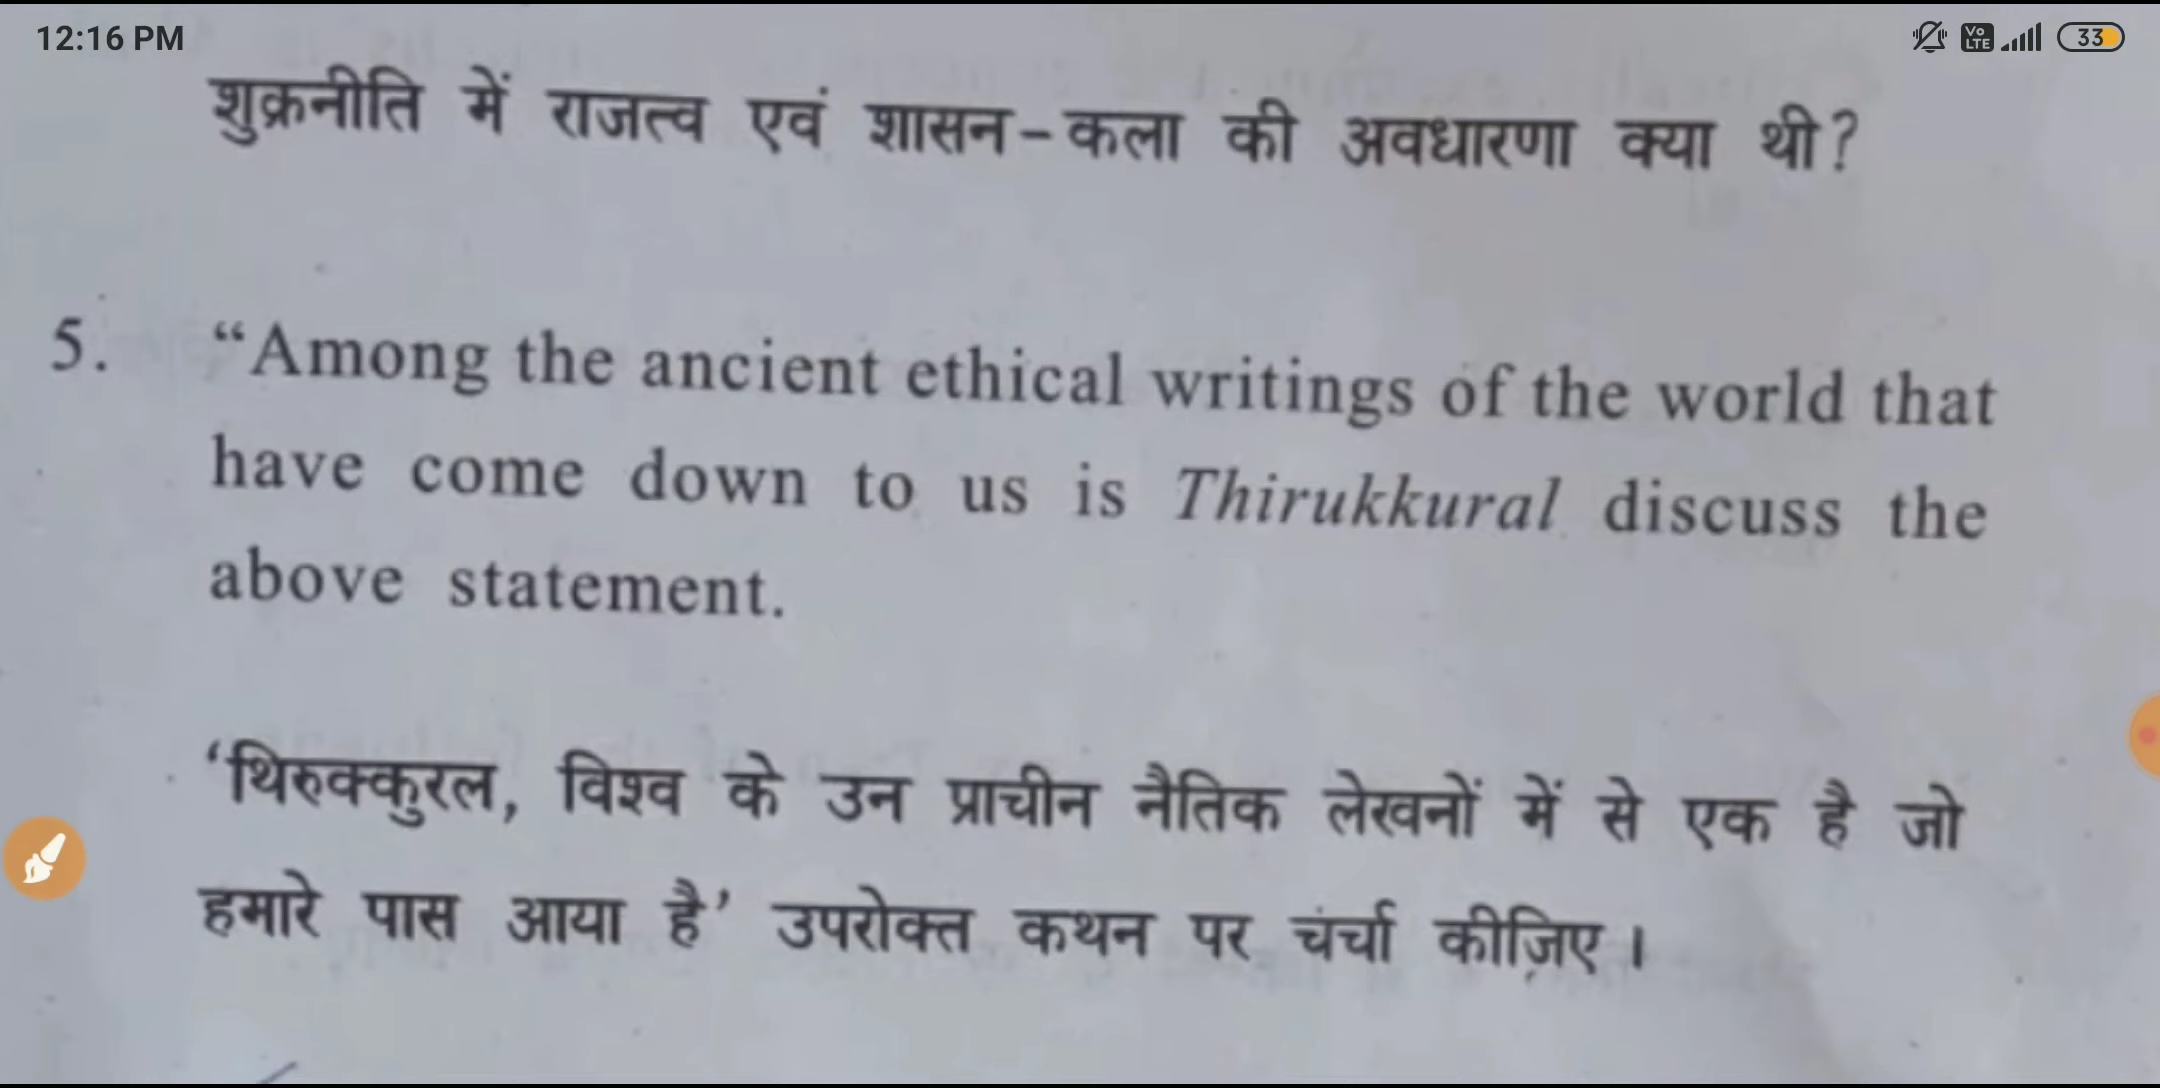 12:16 PM Vo LTE 33
शुक्रनीति में राजत्व एवं शासन-कला की अवधारणा क्या थी?
5. “Among the ancient ethical writings of the world that
have come down to us is Thirukkural discuss the
above statement.
‘थिरुक्कुरल, विश्व के उन प्राचीन नैतिक लेखनों में से एक है जो
हमारे पास आया है’ उपरोक्त कथन पर चंर्चा कीज़िए।